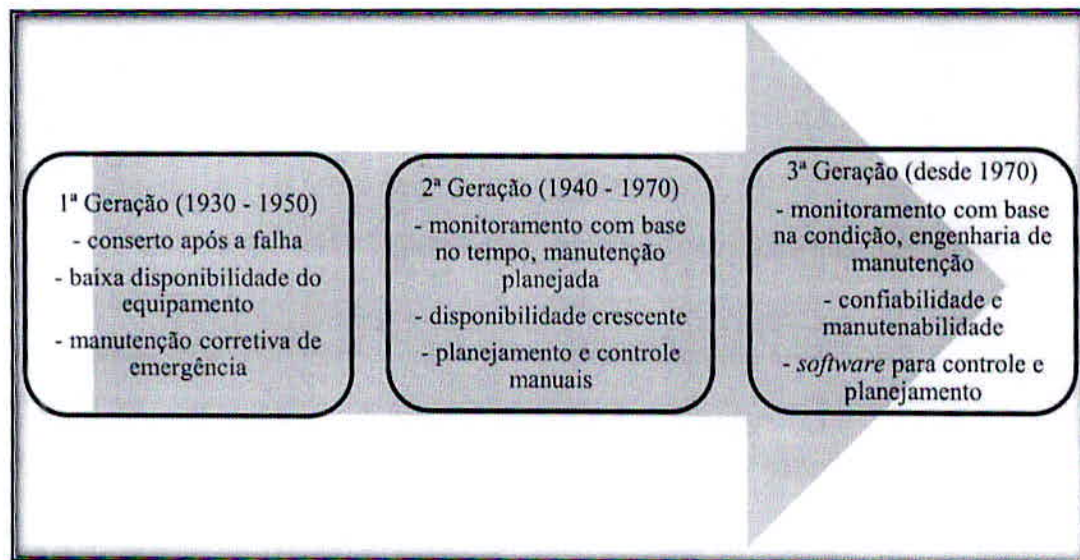 1ª Geração (1930 - 1950)
- conserto após a falha
- baixa disponibilidade do
equipamento
- manutenção corretiva de
emergência
2ª Geração (1940 - 1970)
- monitoramento com base
no tempo, manutenção
planejada
- disponibilidade crescente
- planejamento e controle
manuais
3ª Geração (desde 1970)
- monitoramento com base
na condição, engenharia de
manutenção
- confiabilidade e
manutenabilidade
- software para controle e
planejamento